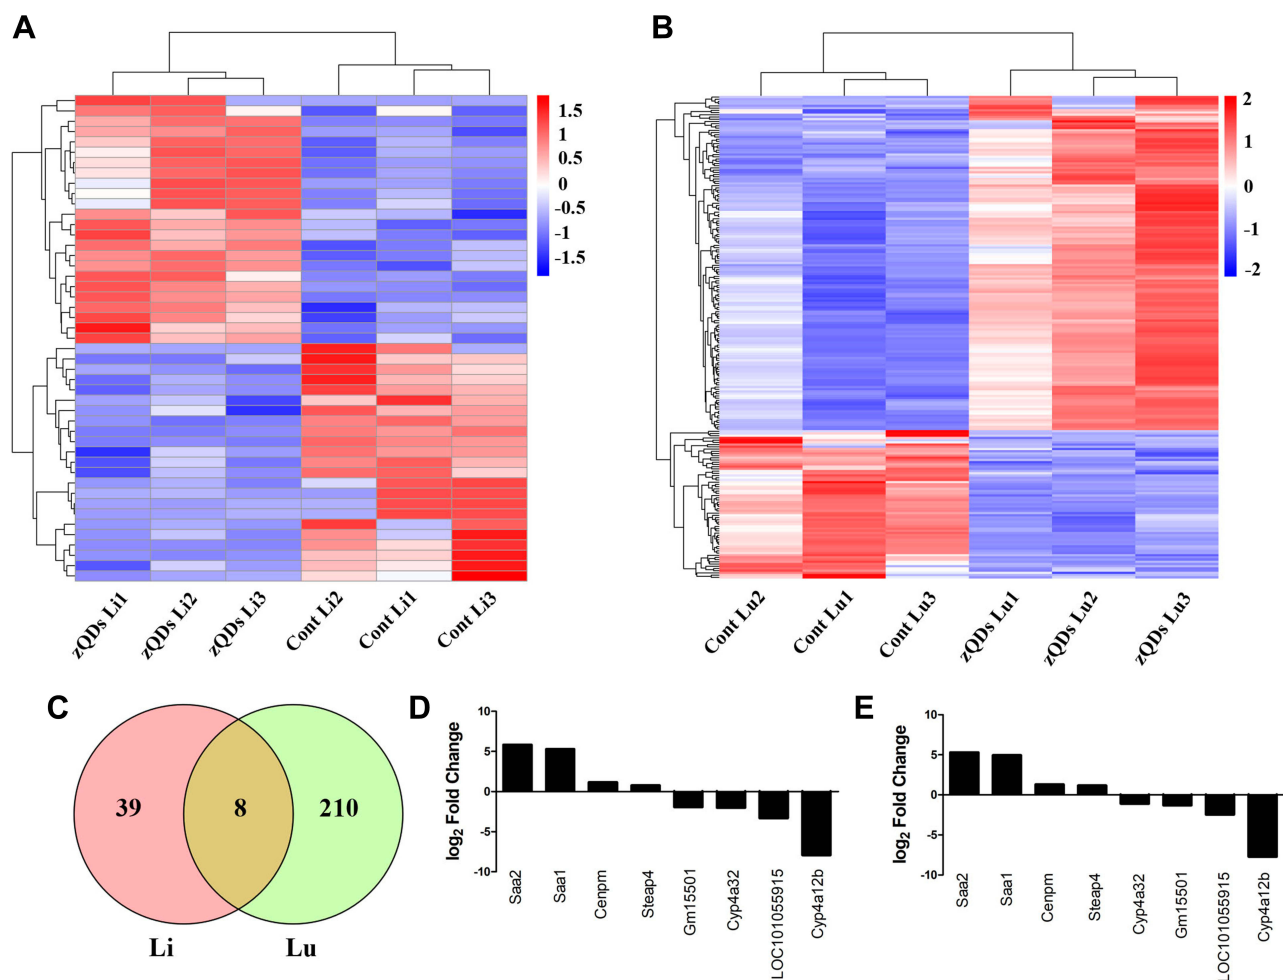 A
1.5
1
0.5
0
-0.5
-1
-1.5
zQDs Li1
zQDs Li2
zQDs Li3
Cont Li2
Cont Li1
Cont Li3
B
2
1
0
-1
-2
Cont Lu2
Cont Lu1
Cont Lu3
zQDs Lu1
zQDs Lu2
zQDs Lu3
C
39
8
210
Li
Lu
D
log2 Fold Change
10
5
0
-5
-10
Saa2
Saa1
Cenpm
Steap4
Gm15501
Cyp4a32
LOC101055915
Cyp4a12b
E
log2 Fold Change
10
5
0
-5
-10
Saa2
Saa1
Cenpm
Steap4
Cyp4a32
Gm15501
LOC101055915
Cyp4a12b